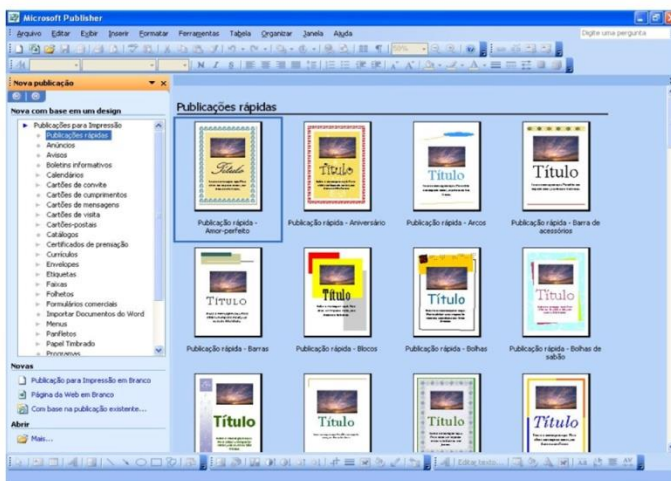 Microsoft Publisher
Arquivo Editar Exibir Inserir Formatar Ferramentas Tabela Organizar Janela Ajuda
Digite uma pergunta
50%
N I S
Nova publicação
Nova com base em um design
Publicações para Impressão
Publicações rápidas
Anúncios
Avisos
Boletins informativos
Calendários
Cartões de convite
Cartões de cumprimentos
Cartões de mensagens
Cartões de visita
Cartões-postais
Catálogos
Certificados de premiação
Currículos
Envelopes
Etiquetas
Faixas
Folhetos
Formulários comerciais
Importar Documentos do Word
Menus
Panfletos
Papel Timbrado
Programas
Novas
Publicação para Impressão em Branco
Página da Web em Branco
Com base na publicação existente...
Abrir
Mais...
Publicações rápidas
Título
Título
Título
Título
Publicação rápida -
Amor-perfeito
Publicação rápida - Aniversário
Publicação rápida - Arcos
Publicação rápida - Barra de
acessórios
Título
Título
Título
Título
Publicação rápida - Barras
Publicação rápida - Blocos
Publicação rápida - Bolhas
Publicação rápida - Bolhas de
sabão
Título
Título
Título
Título
Editar texto...